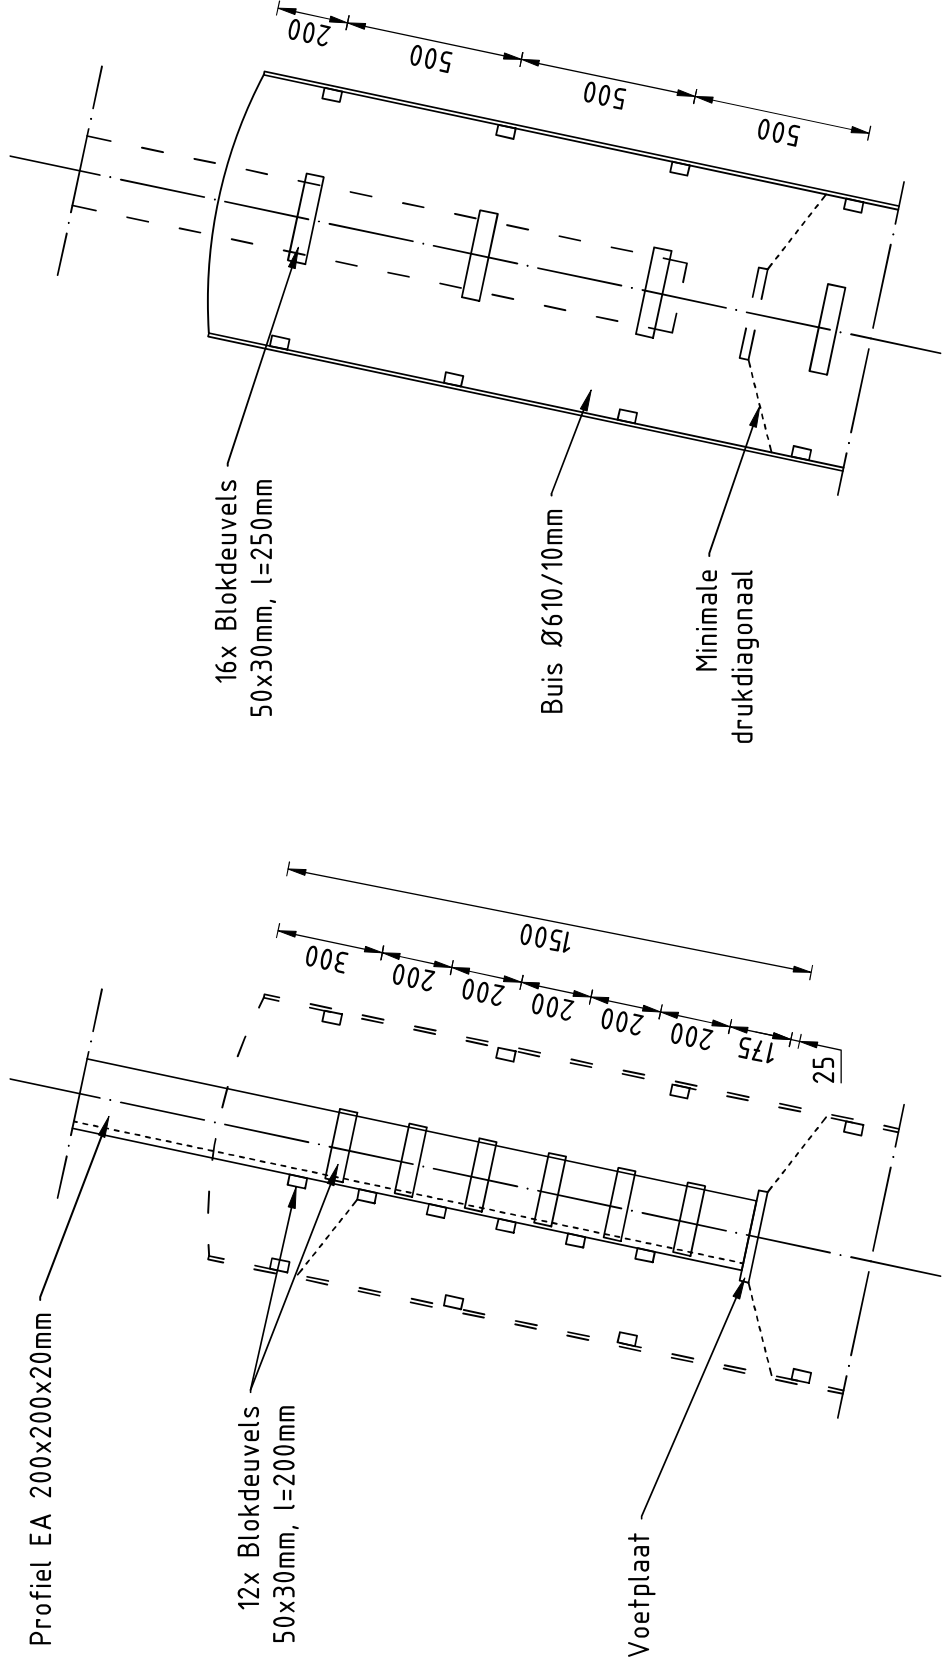 Profiel EA 200x200x20mm
12x Blokdeuvels
50x30mm, l=200mm
Voetplaat
300
200
200
200
200
200
175
25
1500
16x Blokdeuvels
50x30mm, l=250mm
Buis Ø610/10mm
Minimale
drukdiagonaal
200
500
500
500